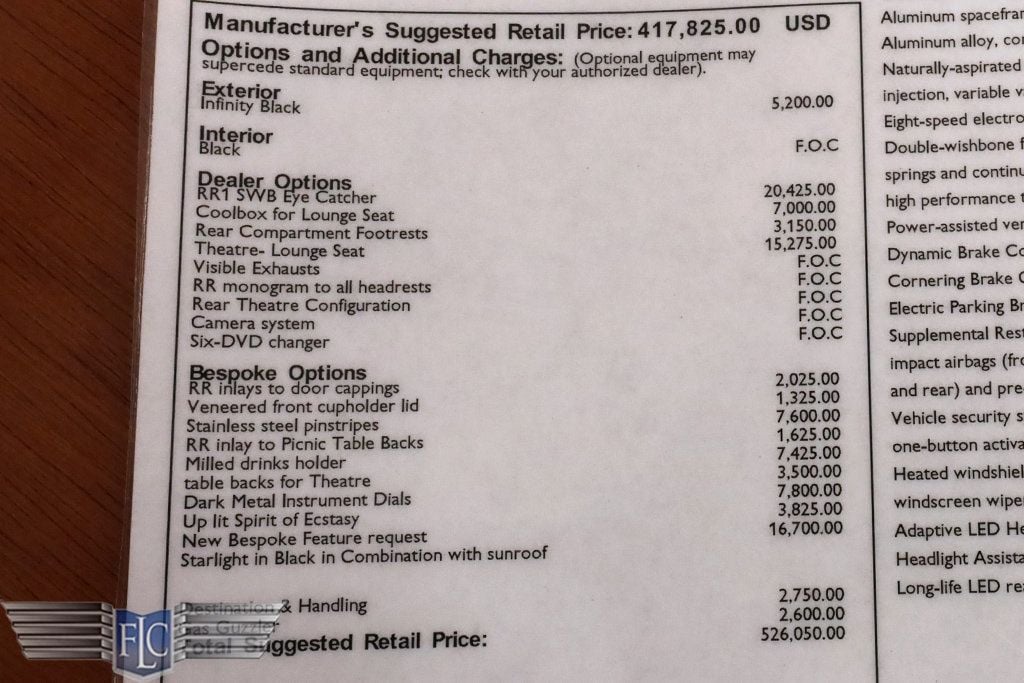 Manufacturer's Suggested Retail Price: 417,825.00 USD
Options and Additional Charges: (Optional equipment may
supercede standard equipment; check with your authorized dealer).
Exterior
Infinity Black 5,200.00
Interior
Black F.O.C
Dealer Options
RR1 SWB Eye Catcher 20,425.00
Coolbox for Lounge Seat 7,000.00
Rear Compartment Footrests 3,150.00
Theatre- Lounge Seat 15,275.00
Visible Exhausts F.O.C
RR monogram to all headrests F.O.C
Rear Theatre Configuration F.O.C
Camera system F.O.C
Six-DVD changer F.O.C
Bespoke Options
RR inlays to door cappings 2,025.00
Veneered front cupholder lid 1,325.00
Stainless steel pinstripes 7,600.00
RR inlay to Picnic Table Backs 1,625.00
Milled drinks holder 7,425.00
table backs for Theatre 3,500.00
Dark Metal Instrument Dials 7,800.00
Up lit Spirit of Ecstasy 3,825.00
New Bespoke Feature request 16,700.00
Starlight in Black in Combination with sunroof
Destination & Handling 2,750.00
Gas Guzzler 2,600.00
Total Suggested Retail Price: 526,050.00
Aluminum spacefra
Aluminum alloy, co
Naturally-aspirated
injection, variable v
Eight-speed electro
Double-wishbone f
springs and continu
high performance t
Power-assisted ver
Dynamic Brake Co
Cornering Brake C
Electric Parking Br
Supplemental Rest
impact airbags (fro
and rear) and pre
Vehicle security s
one-button activa
Heated windshiel
windscreen wipe
Adaptive LED He
Headlight Assista
Long-life LED rea
FLC